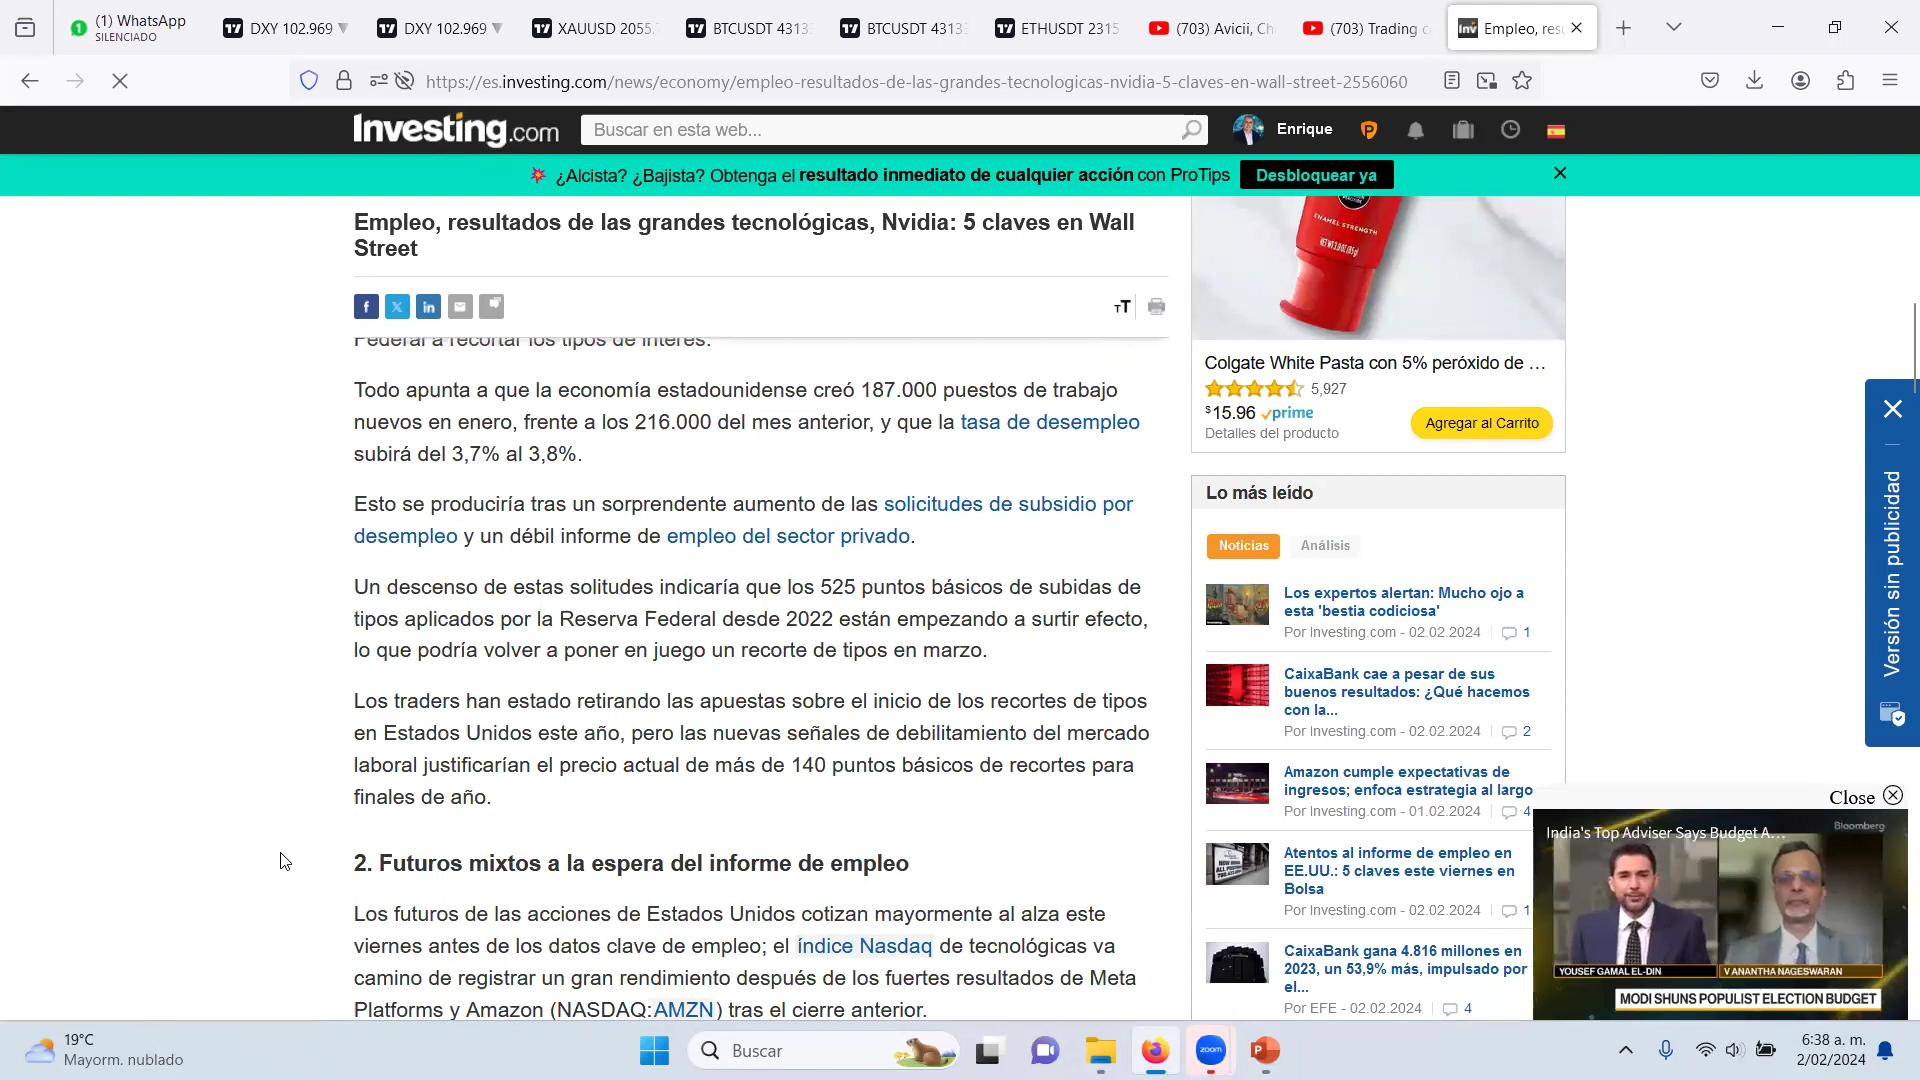 (1) WhatsApp
SILENCIADO
DXY 102.969
DXY 102.969
XAUUSD 2055.
BTCUSDT 4313
BTCUSDT 4313
ETHUSDT 2315
(703) Avicii, Ch
(703) Trading c
Empleo, res
https://es.investing.com/news/economy/empleo-resultados-de-las-grandes-tecnologicas-nvidia-5-claves-en-wall-street-2556060
Investing.com
Buscar en esta web...
Enrique
¿Alcista? ¿Bajista? Obtenga el resultado inmediato de cualquier acción con ProTips
Desbloquear ya
Empleo, resultados de las grandes tecnológicas, Nvidia: 5 claves en Wall
Street
Federal a recortar los tipos de interés.
Todo apunta a que la economía estadounidense creó 187.000 puestos de trabajo
nuevos en enero, frente a los 216.000 del mes anterior, y que la tasa de desempleo
subirá del 3,7% al 3,8%.
Esto se produciría tras un sorprendente aumento de las solicitudes de subsidio por
desempleo y un débil informe de empleo del sector privado.
Un descenso de estas solitudes indicaría que los 525 puntos básicos de subidas de
tipos aplicados por la Reserva Federal desde 2022 están empezando a surtir efecto,
lo que podría volver a poner en juego un recorte de tipos en marzo.
Los traders han estado retirando las apuestas sobre el inicio de los recortes de tipos
en Estados Unidos este año, pero las nuevas señales de debilitamiento del mercado
laboral justificarían el precio actual de más de 140 puntos básicos de recortes para
finales de año.
2. Futuros mixtos a la espera del informe de empleo
Los futuros de las acciones de Estados Unidos cotizan mayormente al alza este
viernes antes de los datos clave de empleo; el índice Nasdaq de tecnológicas va
camino de registrar un gran rendimiento después de los fuertes resultados de Meta
Platforms y Amazon (NASDAQ:AMZN) tras el cierre anterior.
ENAMEL STRENGTH
Colgate White Pasta con 5% peróxido de ...
5,927
$15.96 prime
Detalles del producto
Agregar al Carrito
Lo más leído
Noticias
Análisis
Los expertos alertan: Mucho ojo a
esta 'bestia codiciosa'
Por Investing.com - 02.02.2024
1
CaixaBank cae a pesar de sus
buenos resultados: ¿Qué hacemos
con la...
Por Investing.com - 02.02.2024
2
Amazon cumple expectativas de
ingresos; enfoca estrategia al largo
Por Investing.com - 01.02.2024
4
Atentos al informe de empleo en
EE.UU.: 5 claves este viernes en
Bolsa
Por Investing.com - 02.02.2024
1
CaixaBank gana 4.816 millones en
2023, un 53,9% más, impulsado por
el...
Por EFE - 02.02.2024
4
Versión sin publicidad
Close
India's Top Adviser Says Budget A...
Bloomberg
YOUSEF GAMAL EL-DIN
V ANANTHA NAGESWARAN
MODI SHUNS POPULIST ELECTION BUDGET
19°C
Mayorm. nublado
Buscar
zoom
6:38 a. m.
2/02/2024